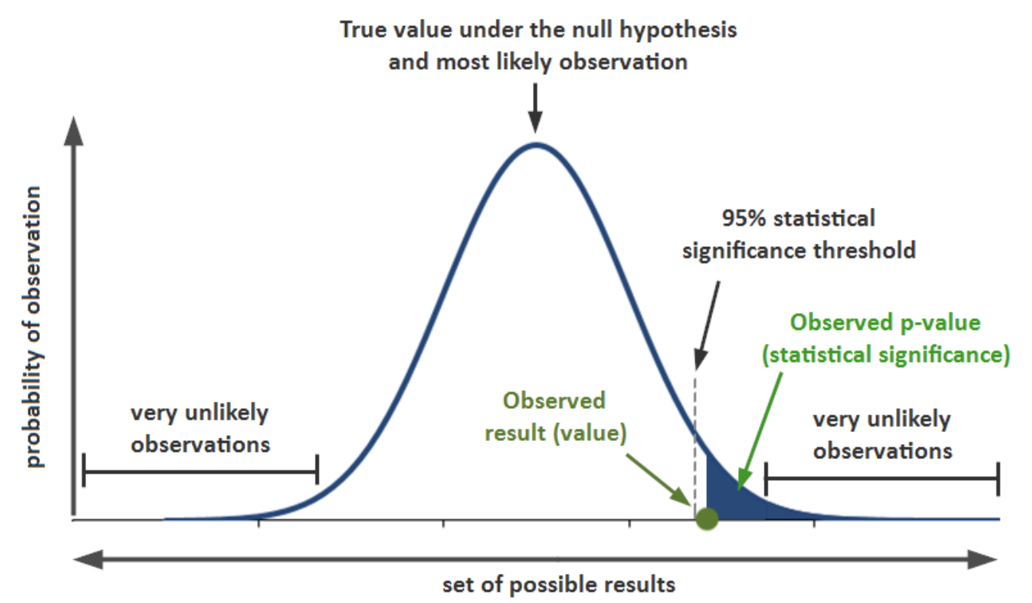 True value under the null hypothesis
and most likely observation
probability of observation
95% statistical
significance threshold
Observed p-value
(statistical significance)
Observed
result (value)
very unlikely
observations
very unlikely
observations
set of possible results